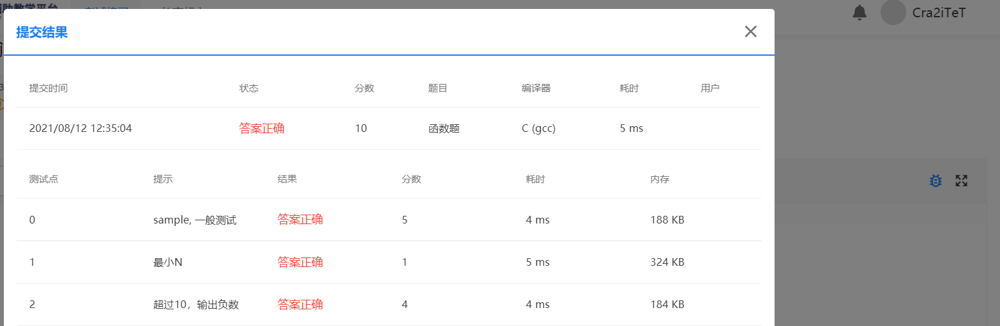 Cra2iTeT
提交结果
提交时间 状态 分数 题目 编译器 耗时 用户
2021/08/12 12:35:04 答案正确 10 函数题 C (gcc) 5 ms
测试点 提示 结果 分数 耗时 内存
0 sample, 一般测试 答案正确 5 4 ms 188 KB
1 最小N 答案正确 1 5 ms 324 KB
2 超过10，输出负数 答案正确 4 4 ms 184 KB